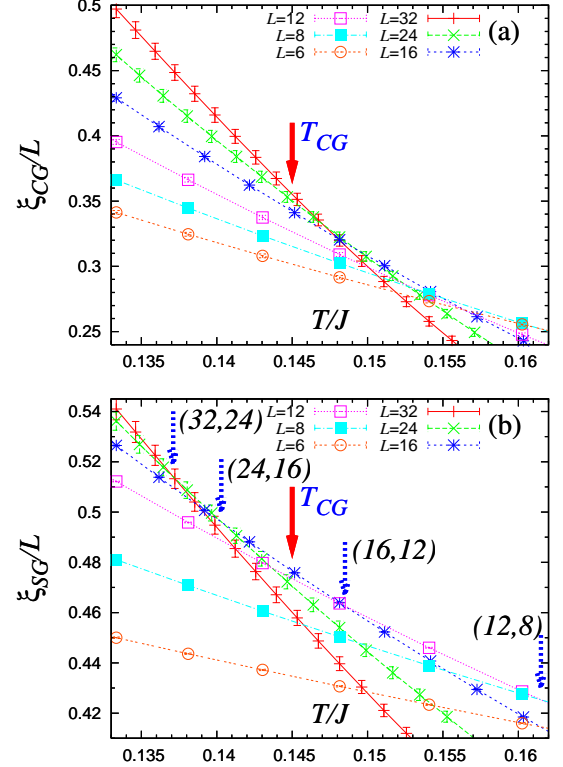 L=12 L=32
L=8 L=24
L=6 L=16
(a)
0.5
0.45
0.4
0.35
0.3
0.25
ξCG/L
TCG
T/J
0.135 0.14 0.145 0.15 0.155 0.16
L=12 L=32
L=8 L=24
L=6 L=16
(b)
0.54
0.52
0.5
0.48
0.46
0.44
0.42
ξSG/L
(32,24)
(24,16)
TCG
(16,12)
(12,8)
T/J
0.135 0.14 0.145 0.15 0.155 0.16